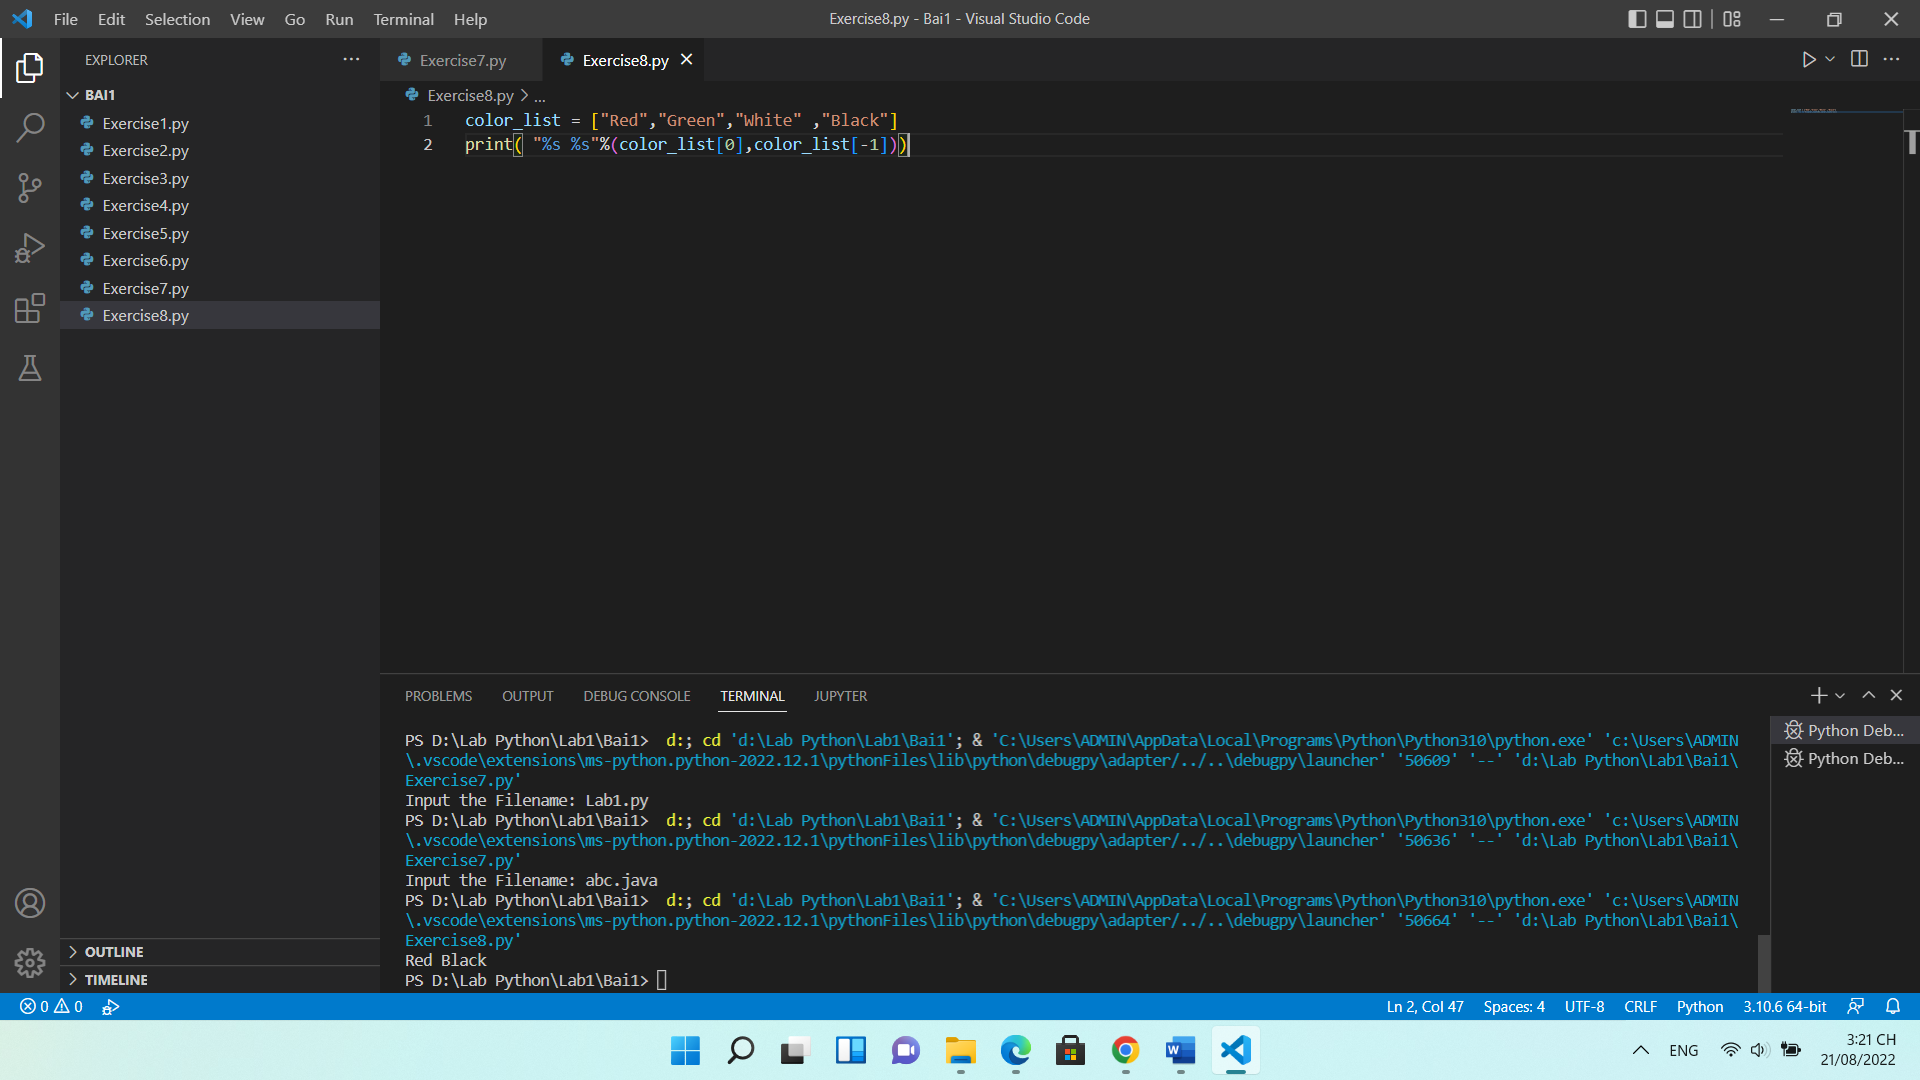 File Edit Selection View Go Run Terminal Help
Exercise8.py - Bai1 - Visual Studio Code
EXPLORER
BAI1
Exercise1.py
Exercise2.py
Exercise3.py
Exercise4.py
Exercise5.py
Exercise6.py
Exercise7.py
Exercise8.py
OUTLINE
TIMELINE
Exercise7.py Exercise8.py
Exercise8.py > ...
1 color_list = ["Red","Green","White" ,"Black"]
2 print( "%s %s"%(color_list[0],color_list[-1]))
PROBLEMS OUTPUT DEBUG CONSOLE TERMINAL JUPYTER
PS D:\Lab Python\Lab1\Bai1>  d:; cd 'd:\Lab Python\Lab1\Bai1'; & 'C:\Users\ADMIN\AppData\Local\Programs\Python\Python310\python.exe' 'c:\Users\ADMIN
\.vscode\extensions\ms-python.python-2022.12.1\pythonFiles\lib\python\debugpy\adapter/../..\debugpy\launcher' '50609' '--' 'd:\Lab Python\Lab1\Bai1\
Exercise7.py'
Input the Filename: Lab1.py
PS D:\Lab Python\Lab1\Bai1>  d:; cd 'd:\Lab Python\Lab1\Bai1'; & 'C:\Users\ADMIN\AppData\Local\Programs\Python\Python310\python.exe' 'c:\Users\ADMIN
\.vscode\extensions\ms-python.python-2022.12.1\pythonFiles\lib\python\debugpy\adapter/../..\debugpy\launcher' '50636' '--' 'd:\Lab Python\Lab1\Bai1\
Exercise7.py'
Input the Filename: abc.java
PS D:\Lab Python\Lab1\Bai1>  d:; cd 'd:\Lab Python\Lab1\Bai1'; & 'C:\Users\ADMIN\AppData\Local\Programs\Python\Python310\python.exe' 'c:\Users\ADMIN
\.vscode\extensions\ms-python.python-2022.12.1\pythonFiles\lib\python\debugpy\adapter/../..\debugpy\launcher' '50664' '--' 'd:\Lab Python\Lab1\Bai1\
Exercise8.py'
Red Black
PS D:\Lab Python\Lab1\Bai1>
Python Deb...
Python Deb...
0 0
Ln 2, Col 47 Spaces: 4 UTF-8 CRLF Python 3.10.6 64-bit
ENG
3:21 CH
21/08/2022